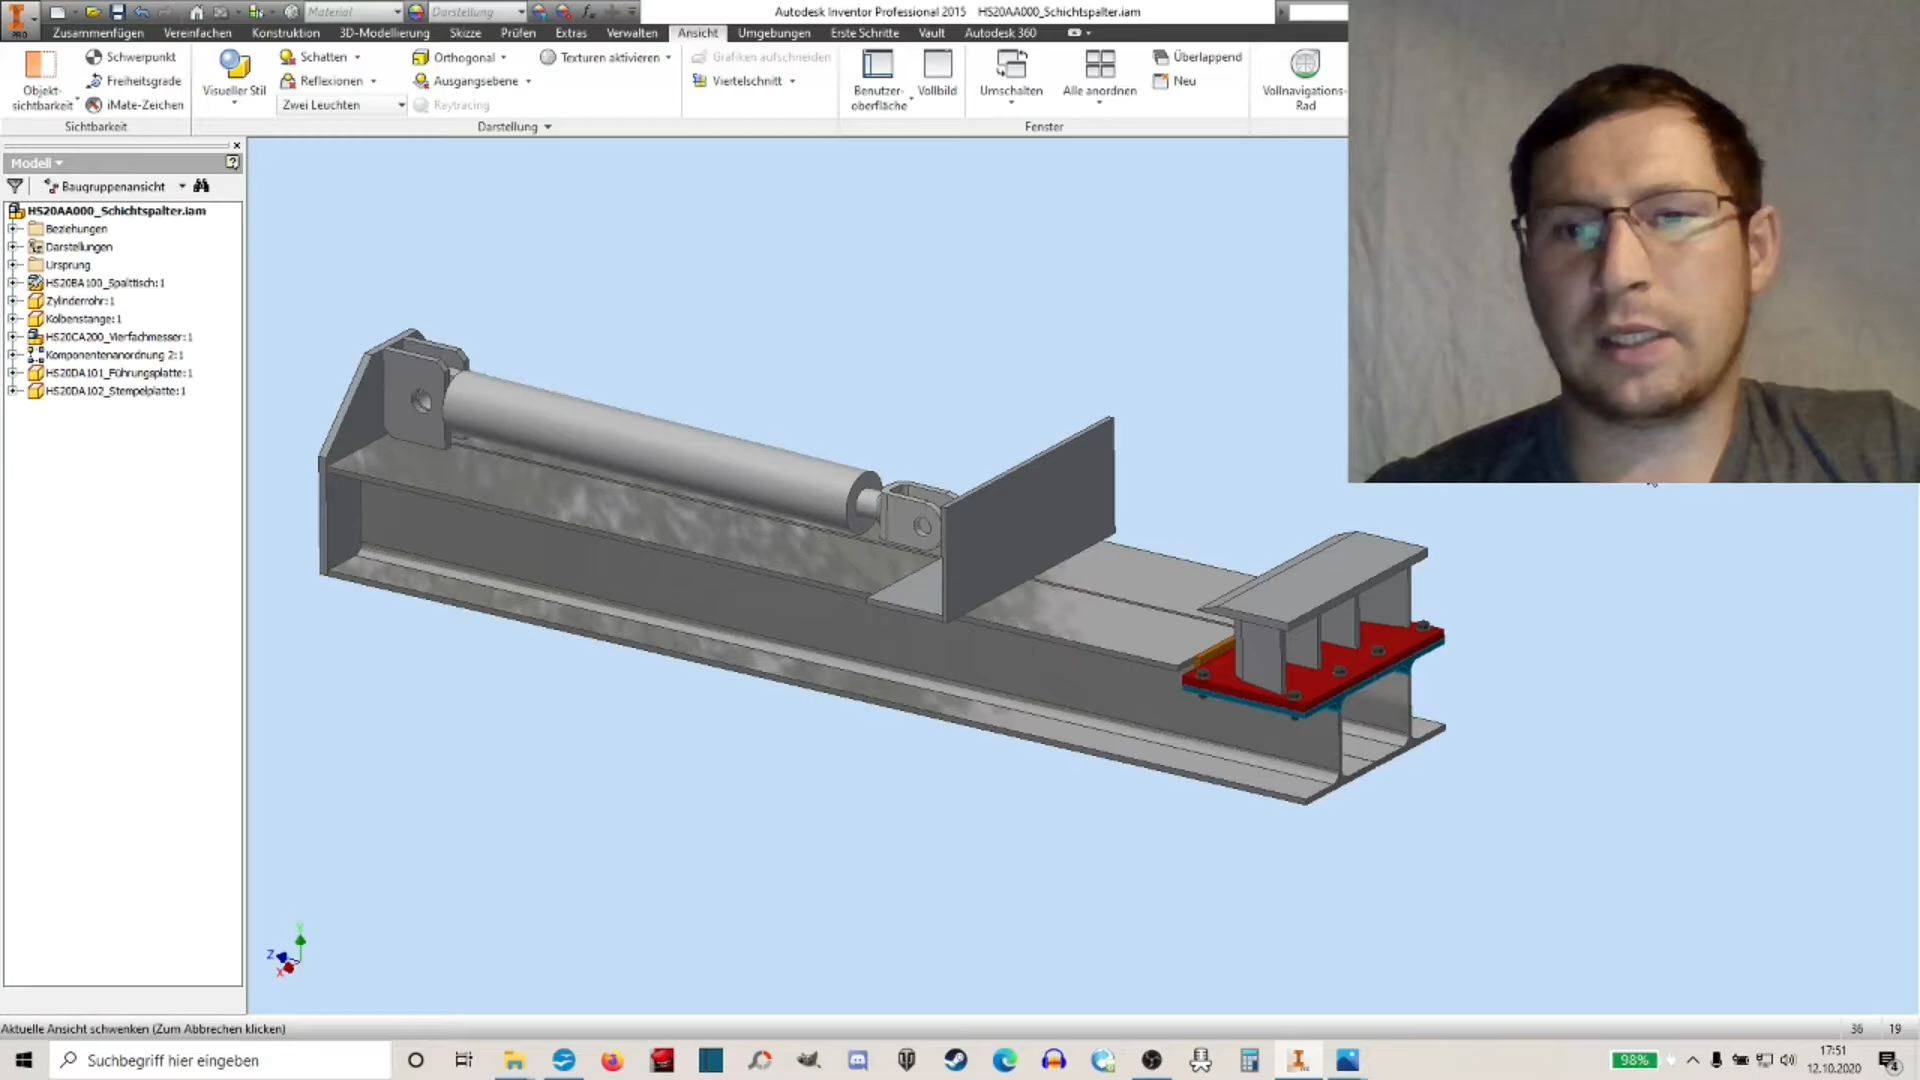 Material
Darstellung
Autodesk Inventor Professional 2015 HS20AA000_Schichtspalter.iam
PRO
Zusammenfügen Vereinfachen Konstruktion 3D-Modellierung Skizze Prüfen Extras Ansicht Verwalten Umgebungen Erste Schritte Vault Autodesk 360
Objekt-
sichtbarkeit
Schwerpunkt
Freiheitsgrade
iMate-Zeichen
Sichtbarkeit
Visueller Stil
Schatten
Reflexionen
Zwei Leuchten
Orthogonal
Ausgangsebene
Raytracing
Texturen aktivieren
Darstellung
Grafiken aufschneiden
Viertelschnitt
Benutzer-
oberfläche
Vollbild
Umschalten
Alle anordnen
Überlappend
Neu
Fenster
Vollnavigations-
Rad
Modell
Baugruppenansicht
HS20AA000_Schichtspalter.iam
Beziehungen
Darstellungen
Ursprung
HS20BA100_Spalttisch:1
Zylinderrohr:1
Kolbenstange:1
HS20CA200_Vierfachmesser:1
Komponentenanordnung 2:1
HS20DA101_Führungsplatte:1
HS20DA102_Stempelplatte:1
Y
Z
X
Aktuelle Ansicht schwenken (Zum Abbrechen klicken)
36 19
Suchbegriff hier eingeben
98%
17:51
12.10.2020
4